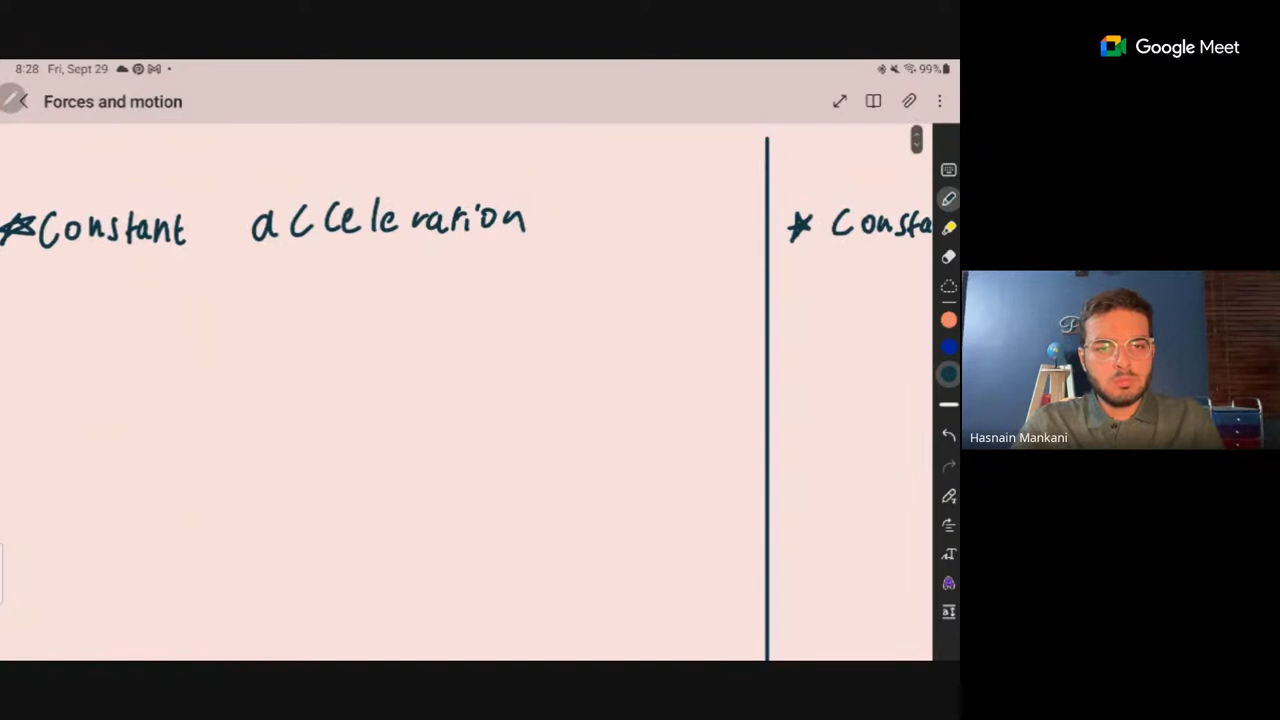 Google Meet
8:28 Fri, Sept 29
99%
Forces and motion
Constant acceleration
Consta
Hasnain Mankani